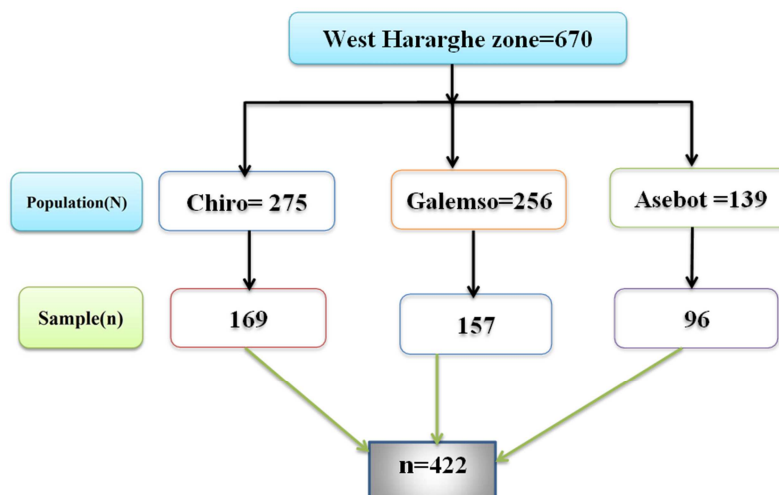 West Hararghe zone=670
Population(N)
Chiro= 275
Galemso=256
Asebot =139
Sample(n)
169
157
96
n=422